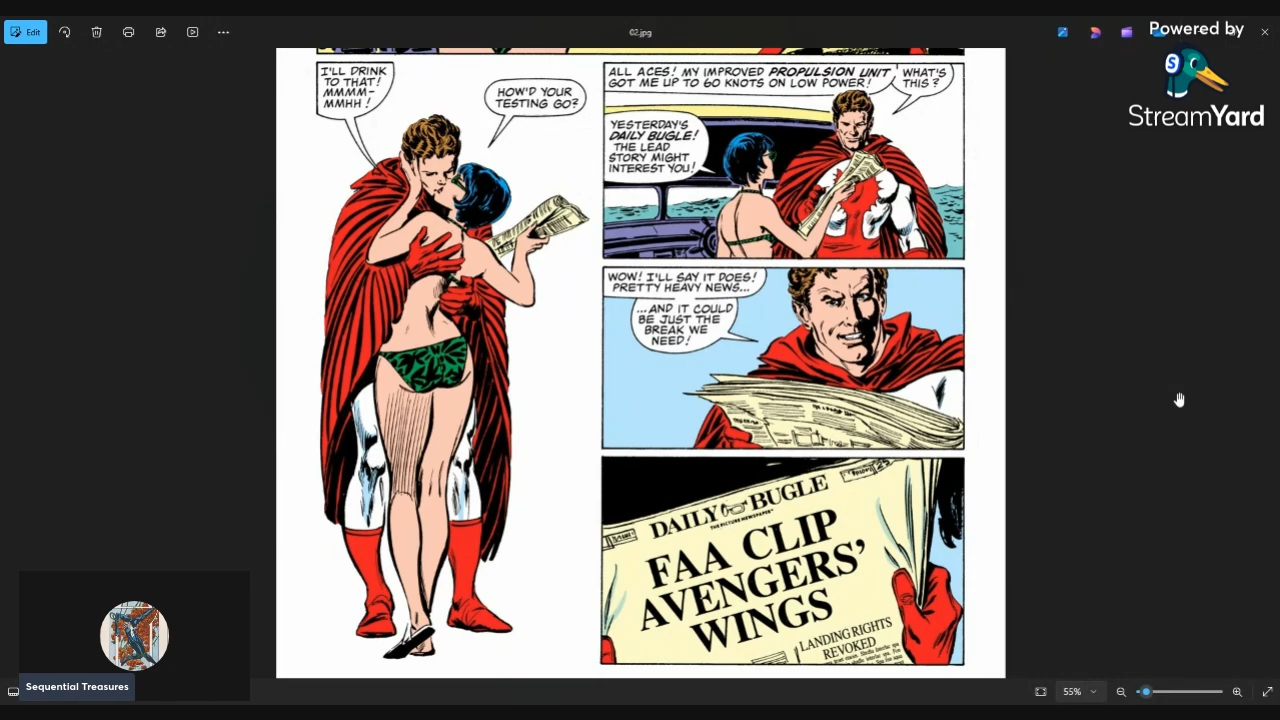 Edit
02.jpg
Powered by
S
StreamYard
I'LL DRINK
TO THAT!
MMMM-
MMHH!
HOW'D YOUR
TESTING GO?
ALL ACES! MY IMPROVED PROPULSION UNIT
GOT ME UP TO 60 KNOTS ON LOW POWER!
WHAT'S
THIS?
YESTERDAY'S
DAILY BUGLE!
THE LEAD
STORY MIGHT
INTEREST YOU!
WOW! I'LL SAY IT DOES!
PRETTY HEAVY NEWS...
...AND IT COULD
BE JUST THE
BREAK WE
NEED!
DAILY BUGLE
THE PICTURE NEWSPAPER
FAA CLIP
AVENGERS'
WINGS
LANDING RIGHTS
REVOKED
Sequential Treasures
55%